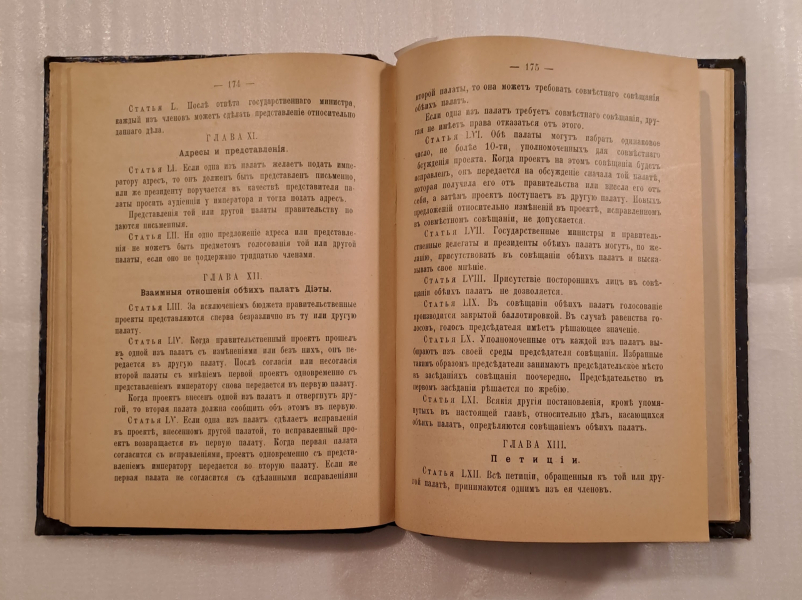 — 174 —
Статья L. Послѣ отвѣта государственнаго министра,
каждый изъ членовъ можетъ сдѣлать представленіе относительно
даннаго дѣла.
ГЛАВА XI.
Адресы и представленія.
Статья LI. Если одна изъ палатъ желаетъ подать импе-
ратору адресъ, то онъ долженъ быть представленъ письменно,
или же президенту поручается въ качествѣ представителя па-
латы просить аудіенціи у императора и тогда подать адресъ.
Представленія той или другой палаты правительству по
даются письменныя.
Статья LII. Ни одно предложеніе адреса или представле-
нія не можетъ быть предметомъ голосованія той или другой
палаты, если оно не поддержано тридцатью членами.
ГЛАВА XII.
Взаимныя отношенія обѣихъ палатъ Діэты.
Статья LIII. За исключеніемъ бюджета правительственные
проекты представляются сперва безразлично въ ту или другую
палату.
Статья LIV. Когда правительственный проектъ прошелъ
въ одной изъ палатъ съ измѣненіями или безъ нихъ, онъ пе-
редается въ другую палату. Послѣ согласія или несогласія
второй палаты съ мнѣніемъ первой проектъ одновременно съ
представленіемъ императору снова передается въ первую палату.
Когда проектъ внесенъ одной изъ палатъ и отвергнутъ дру-
гой, то вторая палата должна сообщить объ этомъ въ первую.
Статья LV. Если одна изъ палатъ сдѣлаетъ исправленія
въ проектѣ, внесенномъ другой палатой, то исправленный про-
ектъ возвращается въ первую палату. Когда первая палата
согласится съ исправленіями, проектъ одновременно съ предста-
вленіемъ императору передается во вторую палату. Если же
первая палата не согласится съ сдѣланными исправленіями
— 175 —
второй палаты, то она можетъ требовать совмѣстнаго совѣщанія
обѣихъ палатъ.
Если одна изъ палатъ требуетъ совмѣстнаго совѣщанія, дру-
гая не имѣетъ права отказаться отъ этого.
Статья LVI. Обѣ палаты могутъ избрать одинаковое
число, не болѣе 10-ти, уполномоченныхъ для совмѣстнаго
обсужденія проекта. Когда проектъ на этомъ совѣщаніи будетъ
исправленъ, онъ передается на обсужденіе сначала той палатѣ,
которая получила его отъ правительства или внесла его отъ
себя, а затѣмъ проектъ поступаетъ въ другую палату. Новыхъ
предложеній относительно измѣненій въ проектѣ, исправленномъ
въ совмѣстномъ совѣщаніи, не допускается.
Статья LVII. Государственные министры и правитель-
ственные делегаты и президенты обѣихъ палатъ могутъ, по же-
ланію, присутствовать въ совѣщаніи обѣихъ палатъ и выска-
зывать свое мнѣніе.
Статья LVIII. Присутствіе постороннихъ лицъ въ совѣ-
щаніи обѣихъ палатъ не дозволяется.
Статья LIX. Въ совѣщаніи обѣихъ палатъ голосованіе
производится закрытой баллотировкой. Въ случаѣ равенства го-
лосовъ, голосъ предсѣдателя имѣетъ рѣшающее значеніе.
Статья LX. Уполномоченные отъ каждой изъ палатъ вы-
бираютъ изъ своей среды предсѣдателя совѣщанія. Избранные
такимъ образомъ предсѣдатели занимаютъ предсѣдательское мѣсто
въ засѣданіяхъ совѣщанія поочередно. Предсѣдательство въ
первомъ засѣданіи рѣшается по жребію.
Статья LXI. Всякія другія постановленія, кромѣ упомя-
нутыхъ въ настоящей главѣ, относительно дѣлъ, касающихся
обѣихъ палатъ, опредѣляются совѣщаніемъ обѣихъ палатъ.
ГЛАВА XIII.
Петиціи.
Статья LXII. Всѣ петиціи, обращенныя къ той или дру-
гой палатѣ, принимаются однимъ изъ ея членовъ.